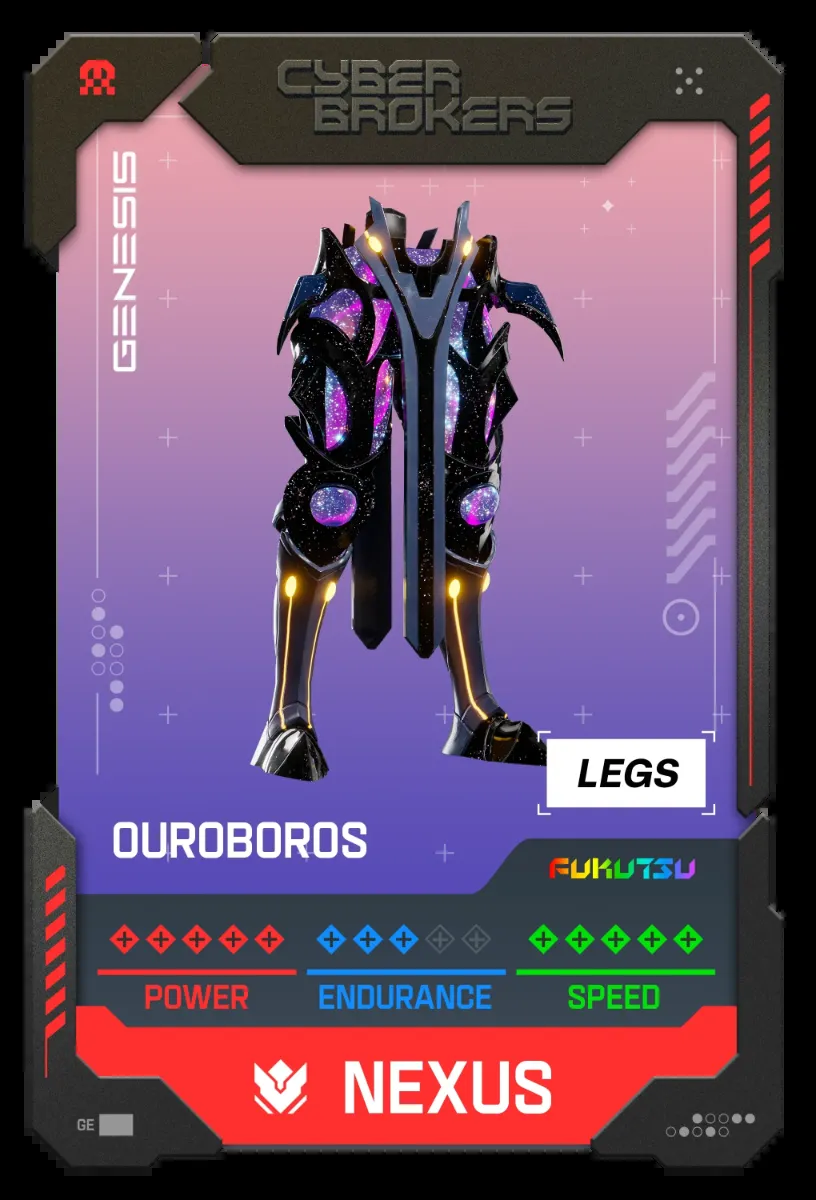 CYBER
BROKERS
GENESIS
LEGS
OUROBOROS
FUKUTSU
POWER
ENDURANCE
SPEED
NEXUS
GE